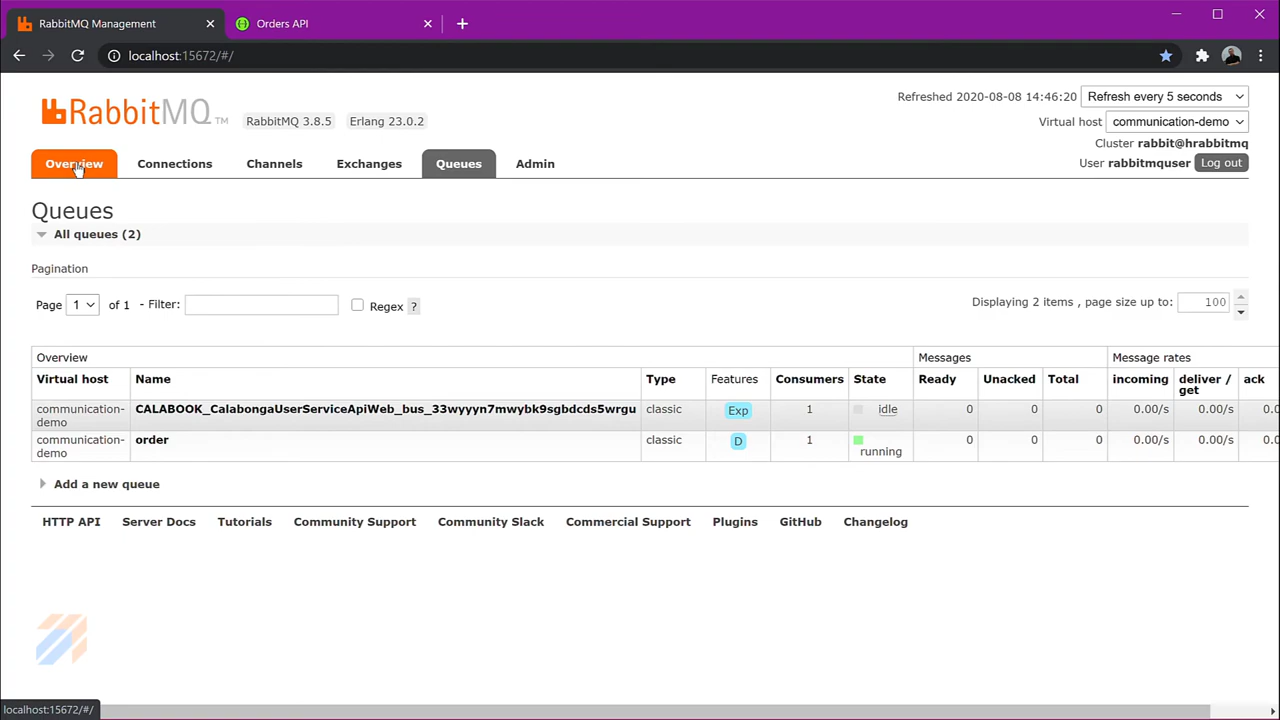 RabbitMQ Management
Orders API
localhost:15672/#/
RabbitMQ TM
RabbitMQ 3.8.5
Erlang 23.0.2
Refreshed 2020-08-08 14:46:20
Refresh every 5 seconds
Virtual host communication-demo
Cluster rabbit@hrabbitmq
User rabbitmquser Log out
Overview Connections Channels Exchanges Queues Admin
Queues
All queues (2)
Pagination
Page 1 of 1 - Filter: Regex ?
Displaying 2 items , page size up to: 100
Overview Messages Message rates
Virtual host Name Type Features Consumers State Ready Unacked Total incoming deliver / get ack
communication-demo CALABOOK_CalabongaUserServiceApiWeb_bus_33wyyyn7mwybk9sgbdcds5wrgu classic Exp 1 idle 0 0 0 0.00/s 0.00/s 0.0
communication-demo order classic D 1 running 0 0 0 0.00/s 0.00/s 0.0
Add a new queue
HTTP API Server Docs Tutorials Community Support Community Slack Commercial Support Plugins GitHub Changelog
localhost:15672/#/